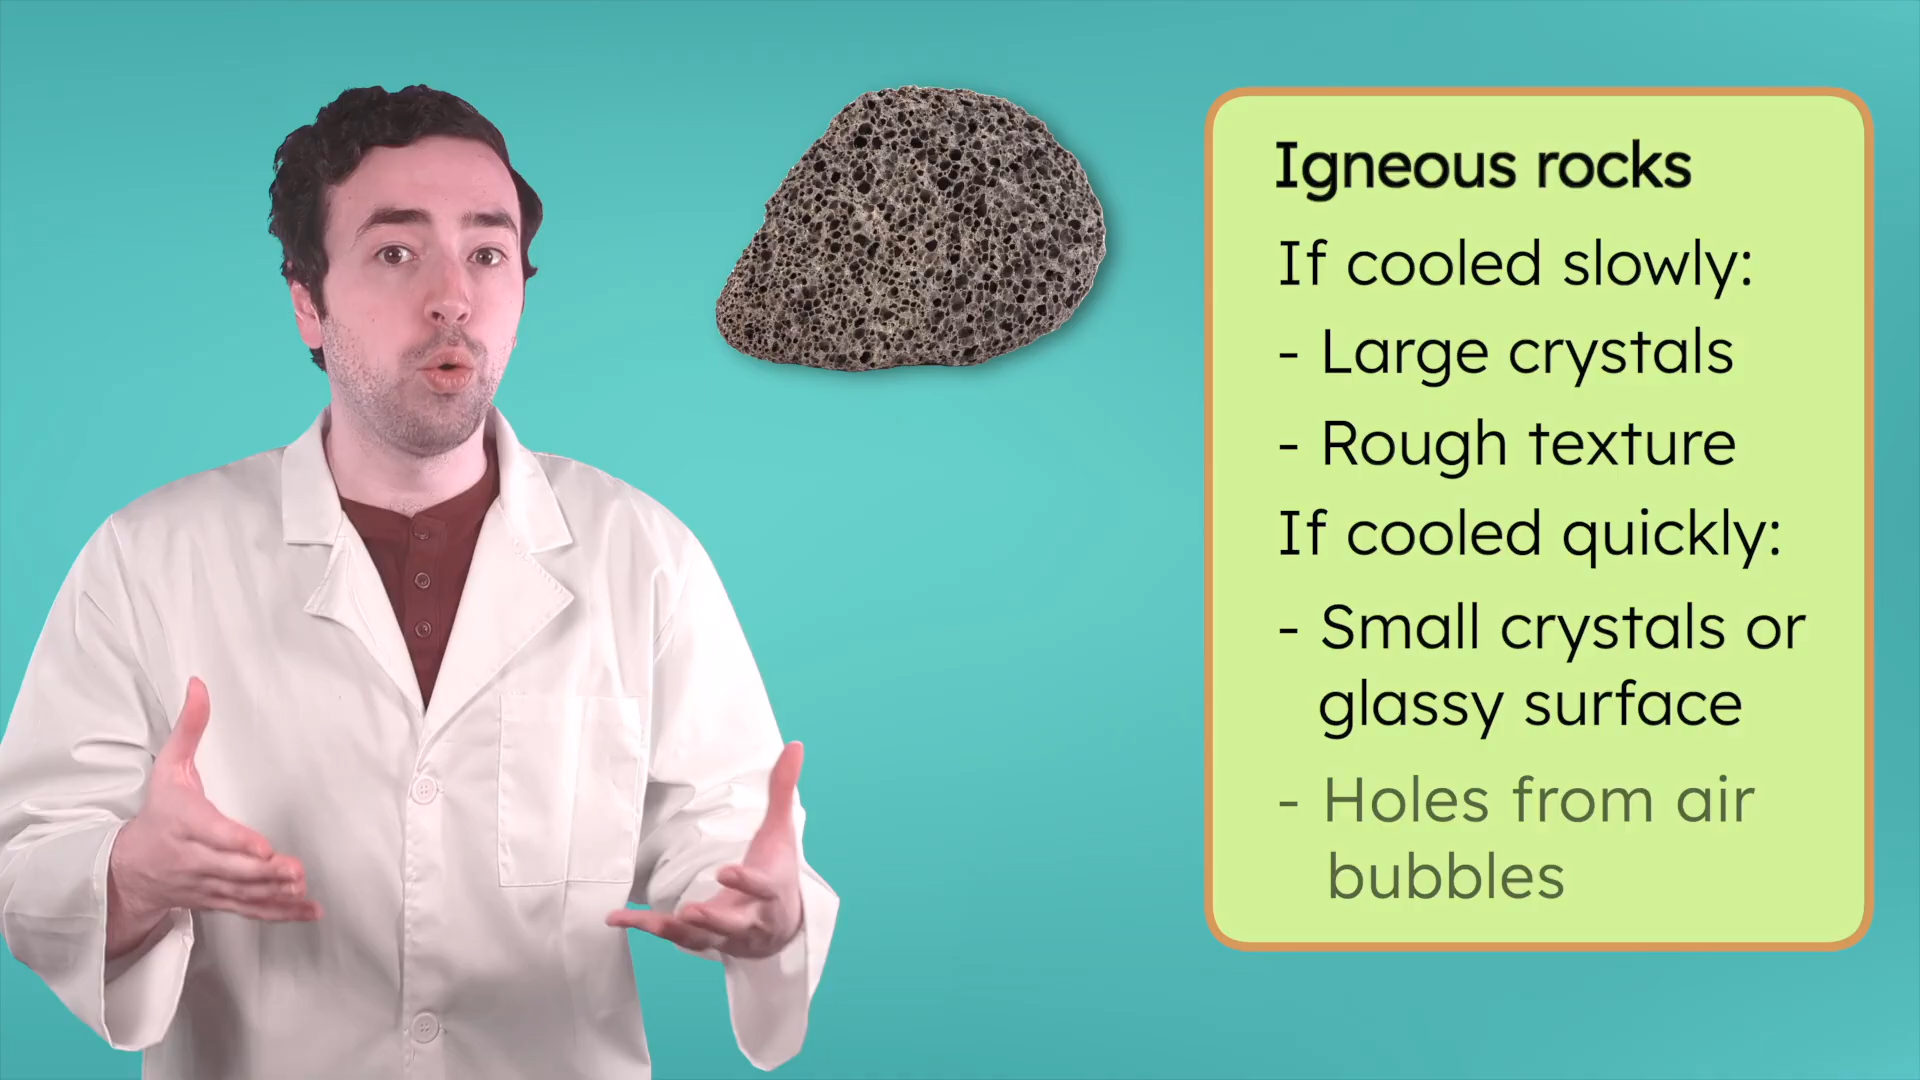 Igneous rocks
If cooled slowly:
- Large crystals
- Rough texture
If cooled quickly:
- Small crystals or
glassy surface
- Holes from air
bubbles